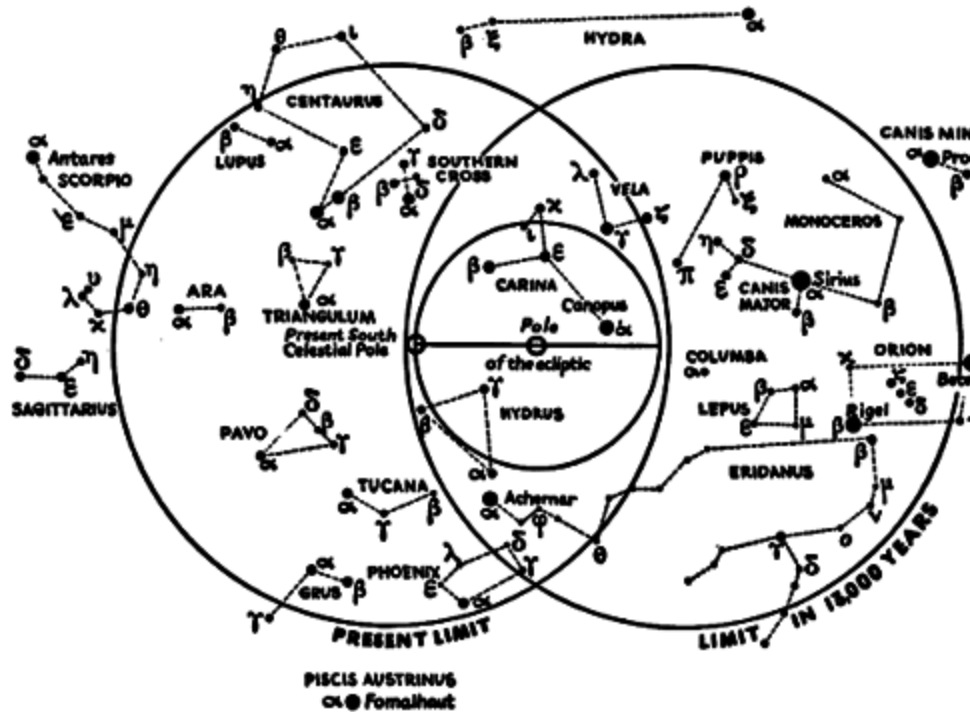 HYDRA
β ξ α
θ ι
η CENTAURUS δ
β α
LUPUS
ε
α Antares
SCORPIO
ε μ
η
υ
λ
ϰ θ
ARA
α β
SOUTHERN
CROSS
γ
β δ
α
α β
β γ
α
TRIANGULUM
Present South
Celestial Pole
λ VELA
γ ξ
ϰ
ι
ε
β
CARINA
Canopus
α
Pole
of the ecliptic
PUPPIS
ρ
ξ
π
α
MONOCEROS
β
CANIS MIN
α Pro
β
η δ
ε
CANIS
MAJOR
Sirius
α
β
COLUMBA
α
ORION
ϰ
ε
δ
β Rigel
LEPUS
β α
ε μ
δ η
ε
SAGITTARIUS
PAVO
δ
β
α γ
HYDRUS
γ
β
α
TUCANA
α β
γ
Achernar
α
φ
θ
ERIDANUS
β
μ
ο
γ
δ
PHOENIX
λ δ
ε γ
α
GRUS
α
β
γ
PRESENT LIMIT
LIMIT IN 13,000 YEARS
PISCIS AUSTRINUS
α Fomalhaut